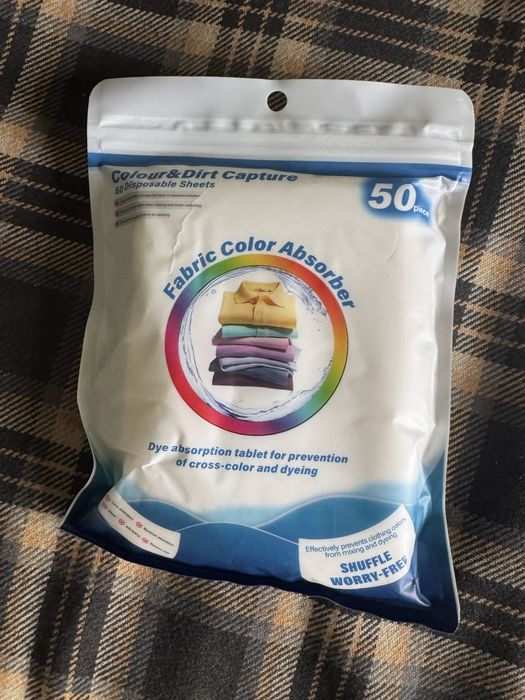 Colour&Dirt Capture
50 Disposable Sheets
50 piece
Fabric Color Absorber
Dye absorption tablet for prevention
of cross-color and dyeing
Effectively prevents clothing colors
from mixing and dyeing
SHUFFLE
WORRY-FREE